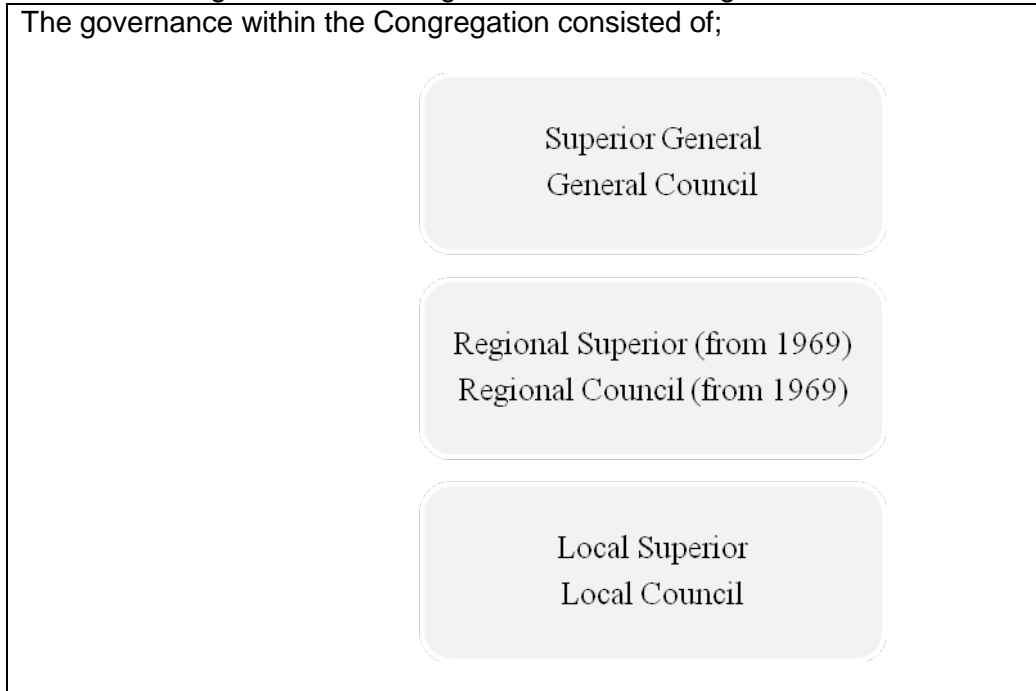 The governance within the Congregation consisted of;
Superior General
General Council
Regional Superior (from 1969)
Regional Council (from 1969)
Local Superior
Local Council